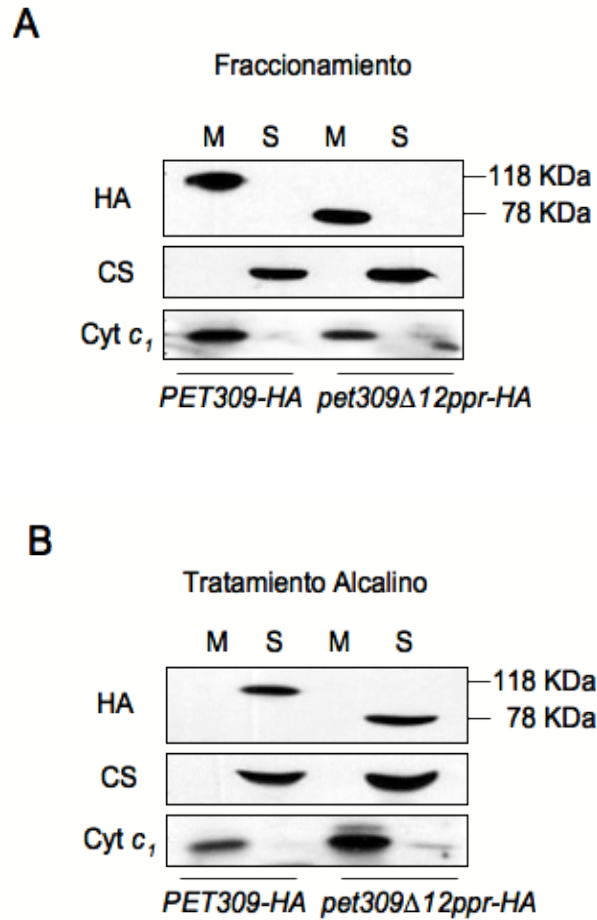 A
Fraccionamiento
M S M S
HA
118 KDa
78 KDa
CS
Cyt c1
PET309-HA pet309Δ12ppr-HA
B
Tratamiento Alcalino
M S M S
HA
118 KDa
78 KDa
CS
Cyt c1
PET309-HA pet309Δ12ppr-HA